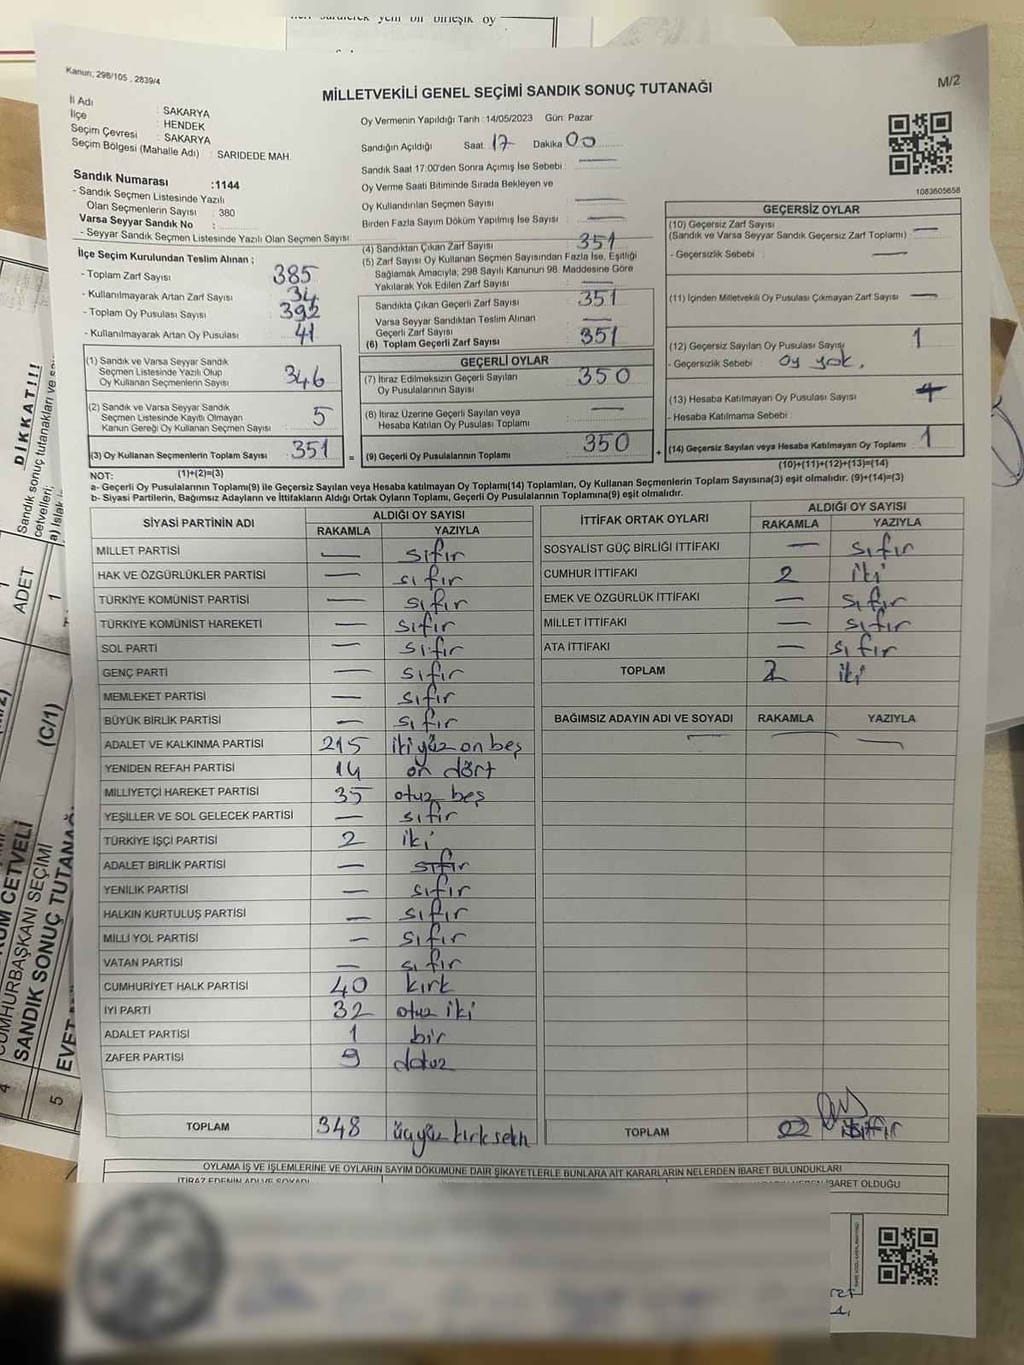 sürdürerek yeni bir birleşik oy
Kanun: 298/105 , 2839/4
M/2
MİLLETVEKİLİ GENEL SEÇİMİ SANDIK SONUÇ TUTANAĞI
İl Adı : SAKARYA
İlçe : HENDEK
Seçim Çevresi : SAKARYA
Seçim Bölgesi (Mahalle Adı) : SARIDEDE MAH.
Sandık Numarası :1144
- Sandık Seçmen Listesinde Yazılı
Olan Seçmenlerin Sayısı : 380
Varsa Seyyar Sandık No :
- Seyyar Sandık Seçmen Listesinde Yazılı Olan Seçmen Sayısı
Oy Vermenin Yapıldığı Tarih :14/05/2023 Gün: Pazar
Sandığın Açıldığı Saat: 17 Dakika 00
Sandık Saat 17:00'den Sonra Açımış İse Sebebi : —
Oy Verme Saati Bitiminde Sırada Bekleyen ve
Oy Kullandırılan Seçmen Sayısı —
Birden Fazla Sayım Döküm Yapılmış İse Sayısı —
1083605658
İlçe Seçim Kurulundan Teslim Alınan ;
- Toplam Zarf Sayısı 385
- Kullanılmayarak Artan Zarf Sayısı 34
- Toplam Oy Pusulası Sayısı 392
- Kullanılmayarak Artan Oy Pusulası 41
(1) Sandık ve Varsa Seyyar Sandık
Seçmen Listesinde Yazılı Olup
Oy Kullanan Seçmenlerin Sayısı 346
(2) Sandık ve Varsa Seyyar Sandık
Seçmen Listesinde Kayıtlı Olmayan
Kanun Gereği Oy Kullanan Seçmen Sayısı 5
(3) Oy Kullanan Seçmenlerin Toplam Sayısı 351
(1)+(2)=(3)
(4) Sandıktan Çıkan Zarf Sayısı 351
(5) Zarf Sayısı Oy Kullanan Seçmen Sayısından Fazla İse, Eşitliği
Sağlamak Amacıyla; 298 Sayılı Kanunun 98. Maddesine Göre
Yakılarak Yok Edilen Zarf Sayısı —
Sandıkta Çıkan Geçerli Zarf Sayısı 351
Varsa Seyyar Sandıktan Teslim Alınan
Geçerli Zarf Sayısı —
(6) Toplam Geçerli Zarf Sayısı 351
GEÇERLİ OYLAR
(7) İtiraz Edilmeksizin Geçerli Sayılan
Oy Pusulalarının Sayısı 350
(8) İtiraz Üzerine Geçerli Sayılan veya
Hesaba Katılan Oy Pusulası Toplamı —
= (9) Geçerli Oy Pusulalarının Toplamı 350
GEÇERSİZ OYLAR
(10) Geçersiz Zarf Sayısı
(Sandık ve Varsa Seyyar Sandık Geçersiz Zarf Toplamı) —
- Geçersizlik Sebebi : —
(11) İçinden Milletvekili Oy Pusulası Çıkmayan Zarf Sayısı —
(12) Geçersiz Sayılan Oy Pusulası Sayısı 1
- Geçersizlik Sebebi : Oy yok.
(13) Hesaba Katılmayan Oy Pusulası Sayısı
- Hesaba Katılmama Sebebi :
+ (14) Geçersiz Sayılan veya Hesaba Katılmayan Oy Toplamı 1
(10)+(11)+(12)+(13)=(14)
NOT:
a- Geçerli Oy Pusulalarının Toplamı(9) ile Geçersiz Sayılan veya Hesaba katılmayan Oy Toplamı(14) Toplamları, Oy Kullanan Seçmenlerin Toplam Sayısına(3) eşit olmalıdır. (9)+(14)=(3)
b- Siyasi Partilerin, Bağımsız Adayların ve İttifakların Aldığı Ortak Oyların Toplamı, Geçerli Oy Pusulalarının Toplamına(9) eşit olmalıdır.
SİYASİ PARTİNİN ADI ALDIĞI OY SAYISI
RAKAMLA YAZIYLA
MİLLET PARTİSİ — sıfır
HAK VE ÖZGÜRLÜKLER PARTİSİ — sıfır
TÜRKİYE KOMÜNİST PARTİSİ — sıfır
TÜRKİYE KOMÜNİST HAREKETİ — sıfır
SOL PARTİ — sıfır
GENÇ PARTİ — sıfır
MEMLEKET PARTİSİ — sıfır
BÜYÜK BİRLİK PARTİSİ — sıfır
ADALET VE KALKINMA PARTİSİ 215 ikiyüz on beş
YENİDEN REFAH PARTİSİ 14 on dört
MİLLİYETÇİ HAREKET PARTİSİ 35 otuz beş
YEŞİLLER VE SOL GELECEK PARTİSİ — sıfır
TÜRKİYE İŞÇİ PARTİSİ 2 iki
ADALET BİRLİK PARTİSİ — sıfır
YENİLİK PARTİSİ — sıfır
HALKIN KURTULUŞ PARTİSİ — sıfır
MİLLİ YOL PARTİSİ — sıfır
VATAN PARTİSİ — sıfır
CUMHURİYET HALK PARTİSİ 40 kırk
İYİ PARTİ 32 otuz iki
ADALET PARTİSİ 1 bir
ZAFER PARTİSİ 9 dokuz
TOPLAM 348 üçyüz kırk sekiz
İTTİFAK ORTAK OYLARI ALDIĞI OY SAYISI
RAKAMLA YAZIYLA
SOSYALİST GÜÇ BİRLİĞİ İTTİFAKI — sıfır
CUMHUR İTTİFAKI 2 iki
EMEK VE ÖZGÜRLÜK İTTİFAKI — sıfır
MİLLET İTTİFAKI — sıfır
ATA İTTİFAKI — sıfır
TOPLAM 2 iki
BAĞIMSIZ ADAYIN ADI VE SOYADI RAKAMLA YAZIYLA
— — —
TOPLAM
OYLAMA İŞ VE İŞLEMLERİNE VE OYLARIN SAYIM DÖKÜMÜNE DAİR ŞİKAYETLERLE BUNLARA AİT KARARLARIN NELERDEN İBARET BULUNDUKLARI
İTİRAZ EDENİN ADI VE SOYADI
İBARET OLDUĞU
DİKKAT!!!
Sandık sonuç tutanakları ve
cetvelleri;
a) Islak
ADET
1
(C/1)
CUMHURBAŞKANI SEÇİMİ
SANDIK SONUÇ TUTANAĞI
EVET
4
5